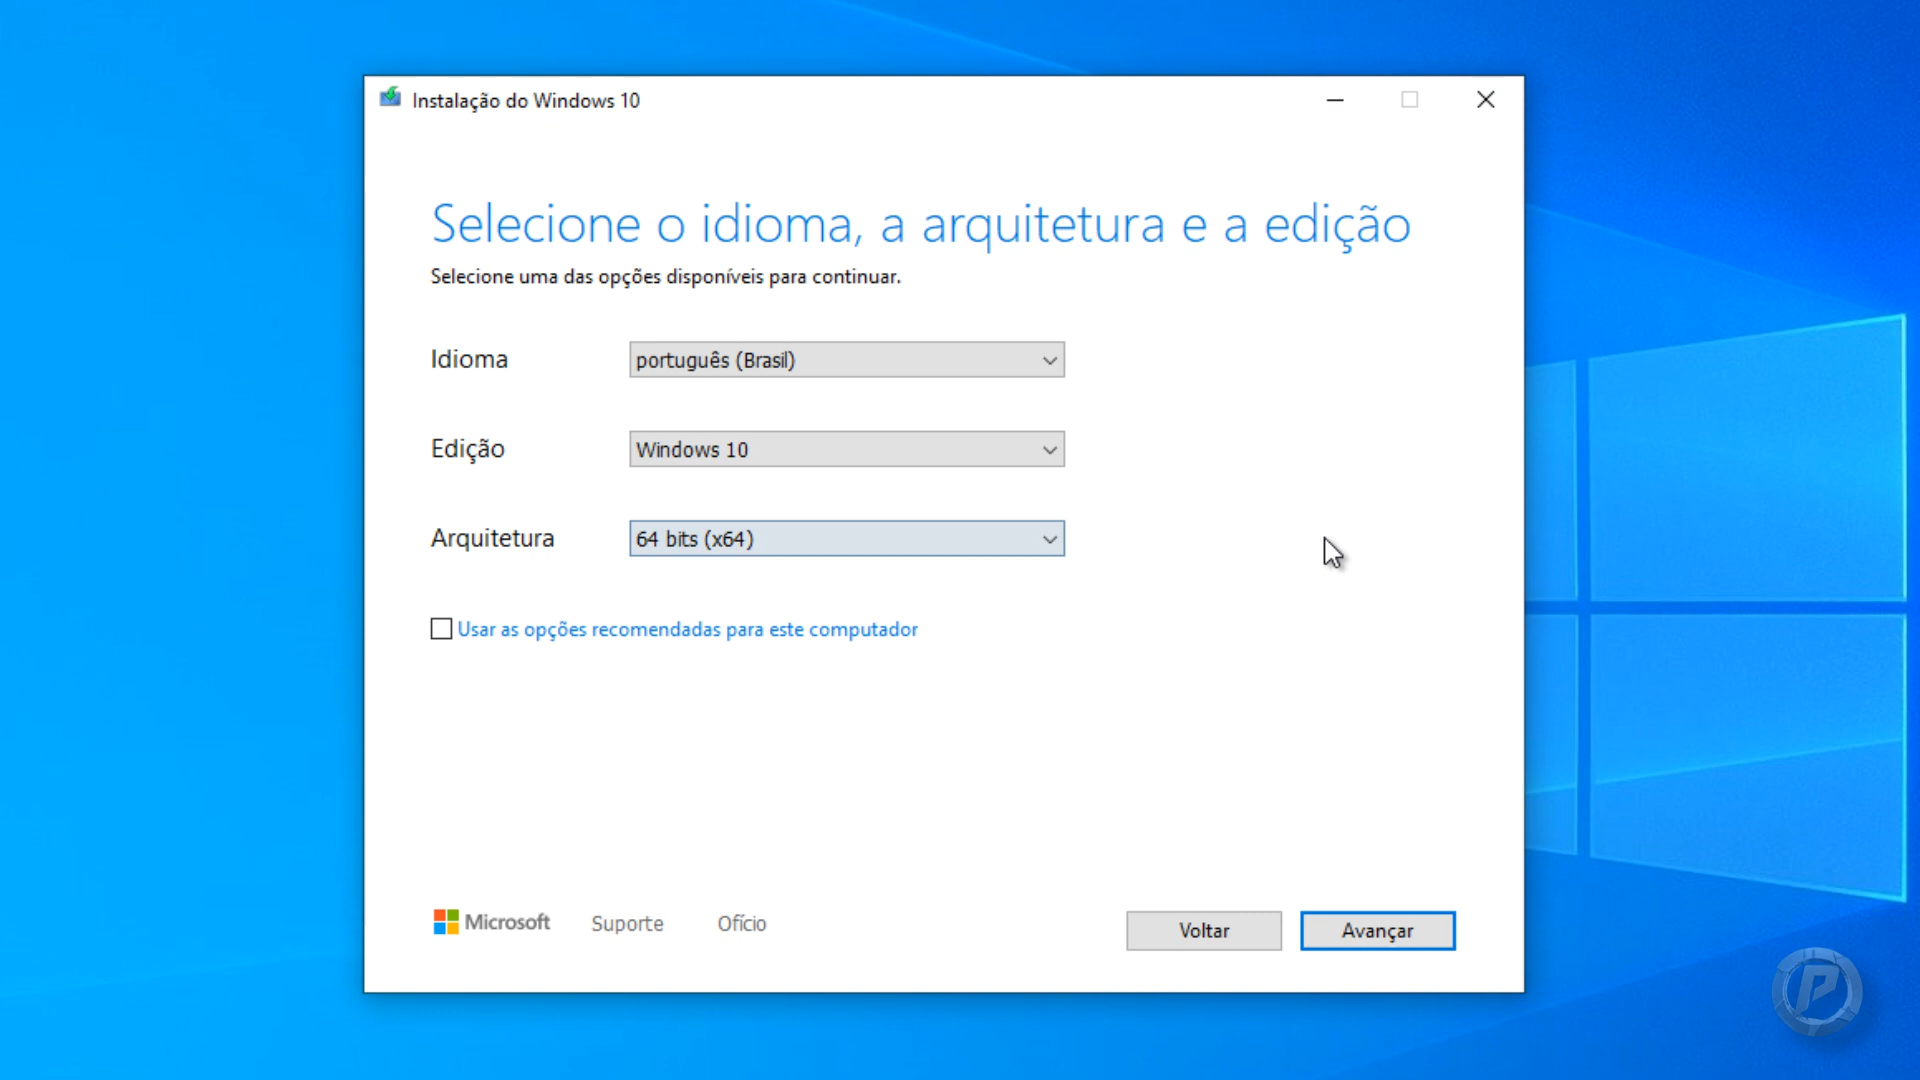 Instalação do Windows 10
Selecione o idioma, a arquitetura e a edição
Selecione uma das opções disponíveis para continuar.
Idioma português (Brasil)
Edição Windows 10
Arquitetura 64 bits (x64)
Usar as opções recomendadas para este computador
Microsoft Suporte Ofício Voltar Avançar
P